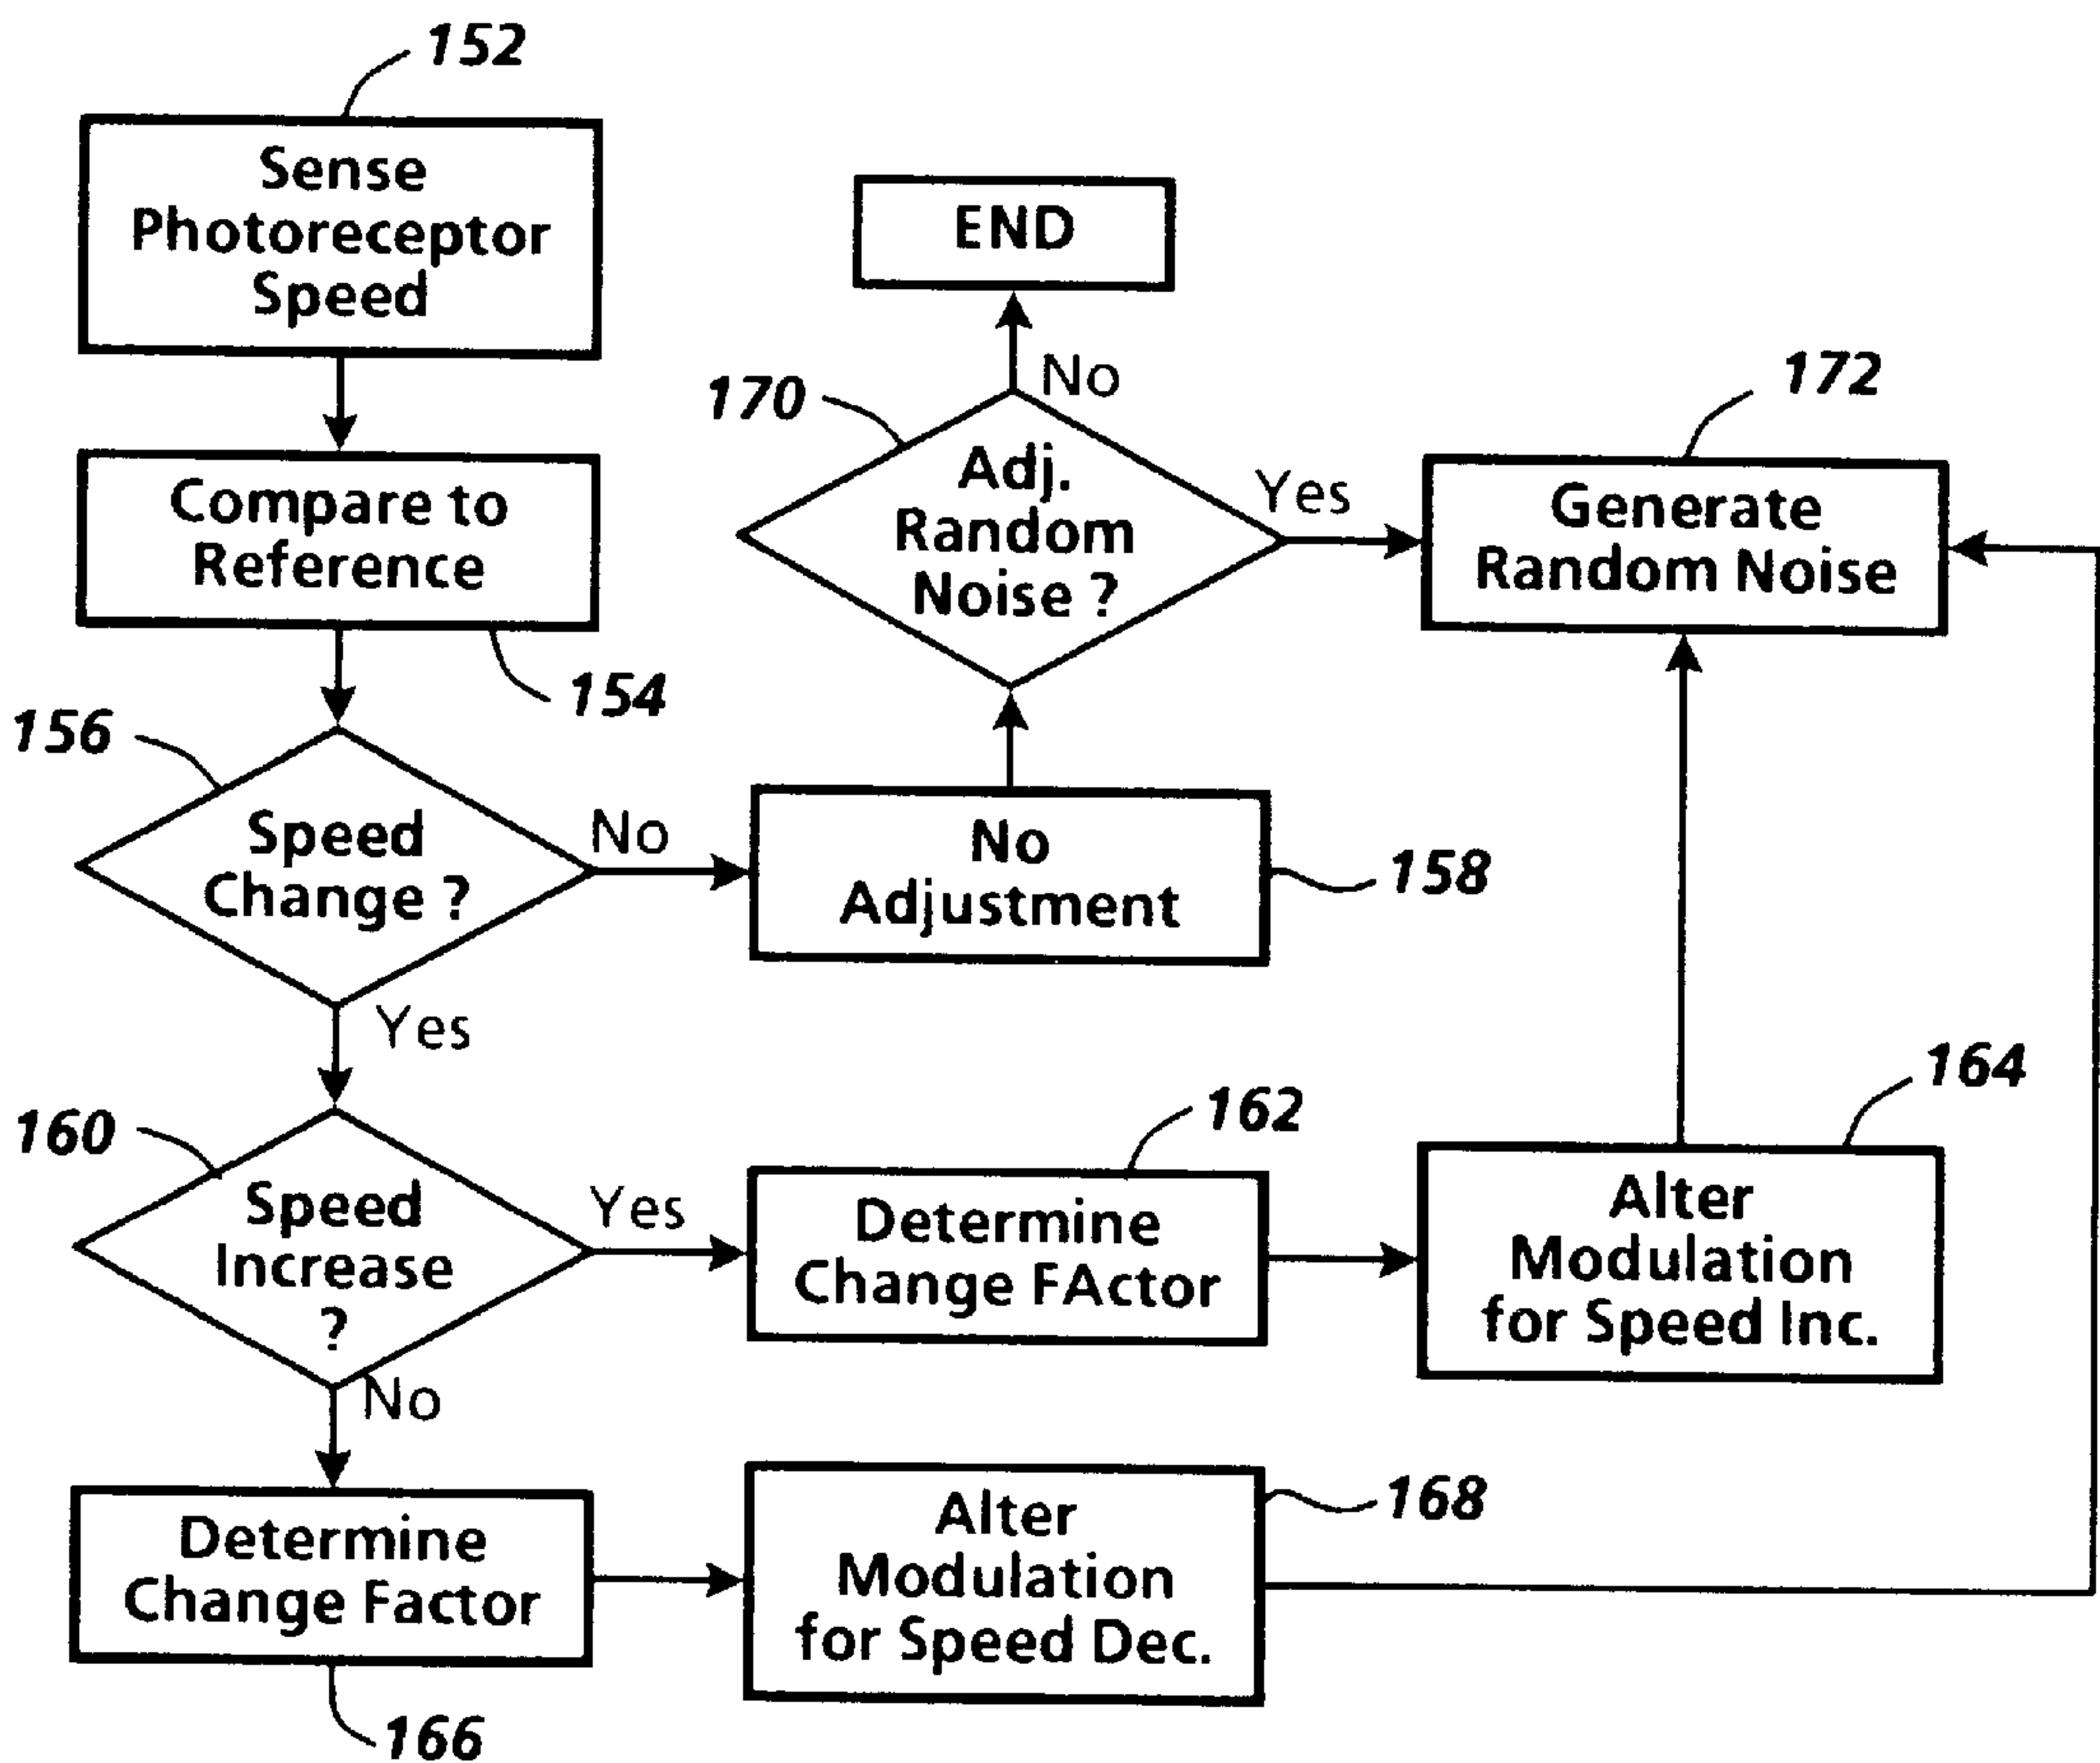 152
Sense
Photoreceptor
Speed
END
170
No
172
Compare to
Reference
Adj.
Random
Noise ?
Yes
Generate
Random Noise
154
156
Speed
Change ?
No
No
Adjustment
158
Yes
160
Speed
Increase
?
Yes
162
Determine
Change FActor
164
Alter
Modulation
for Speed Inc.
No
Determine
Change Factor
166
Alter
Modulation
for Speed Dec.
168